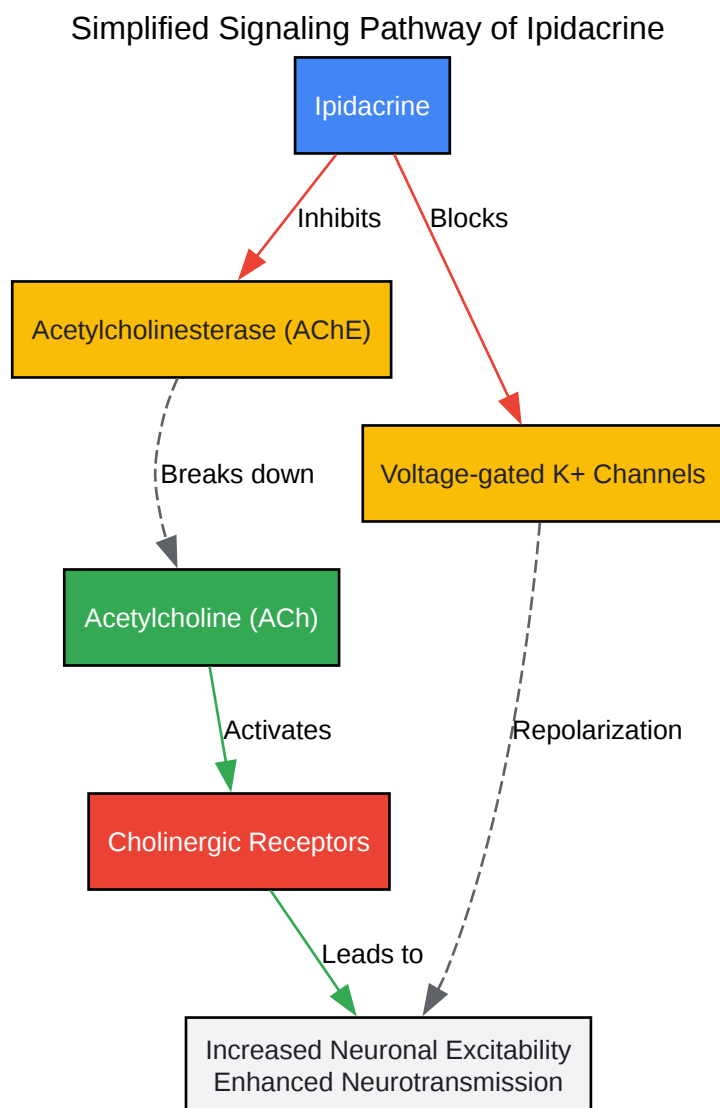 Simplified Signaling Pathway of Ipidacrine
Ipidacrine
Inhibits
Blocks
Acetylcholinesterase (AChE)
Voltage-gated K+ Channels
Breaks down
Acetylcholine (ACh)
Activates
Repolarization
Cholinergic Receptors
Leads to
Increased Neuronal Excitability
Enhanced Neurotransmission